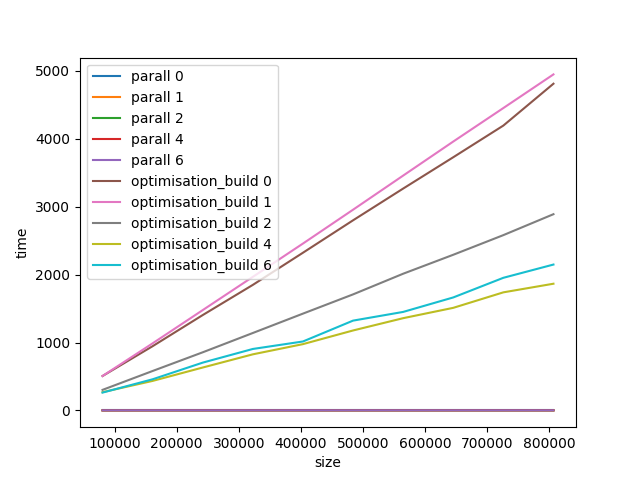 5000
4000
3000
2000
1000
0
time
parall 0
parall 1
parall 2
parall 4
parall 6
optimisation_build 0
optimisation_build 1
optimisation_build 2
optimisation_build 4
optimisation_build 6
100000 200000 300000 400000 500000 600000 700000 800000
size